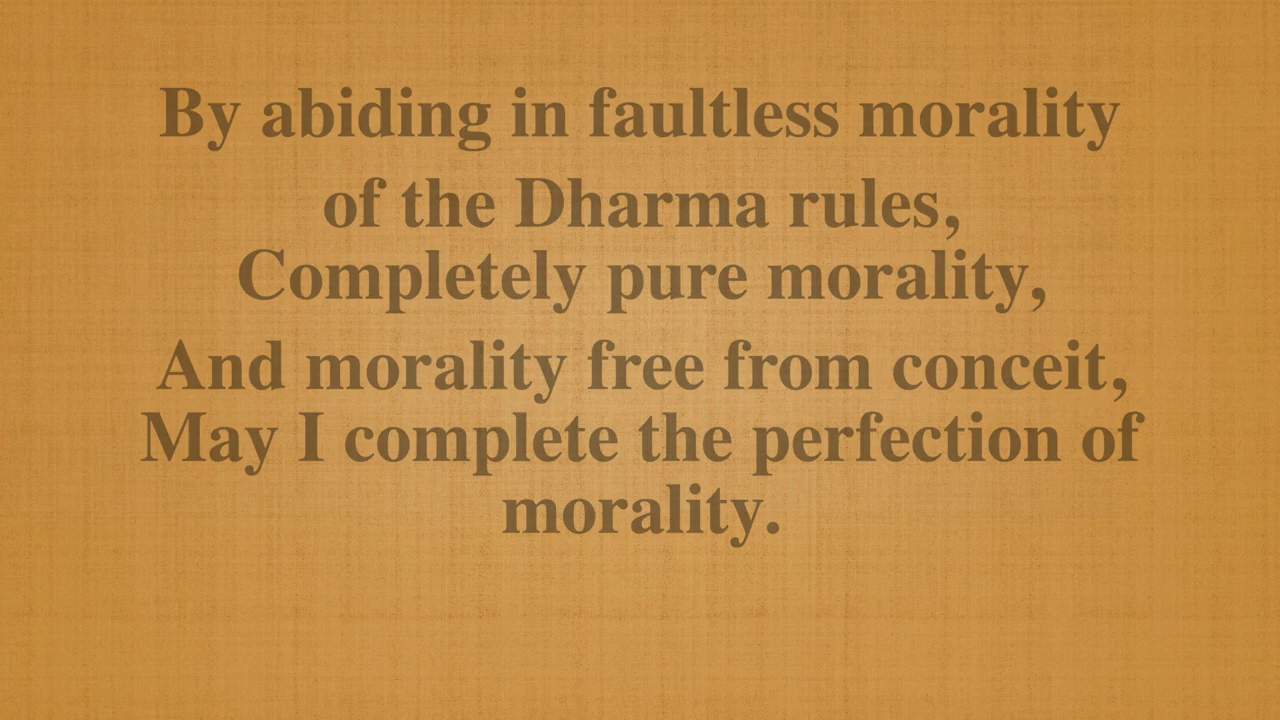 By abiding in faultless morality
of the Dharma rules,
Completely pure morality,
And morality free from conceit,
May I complete the perfection of
morality.